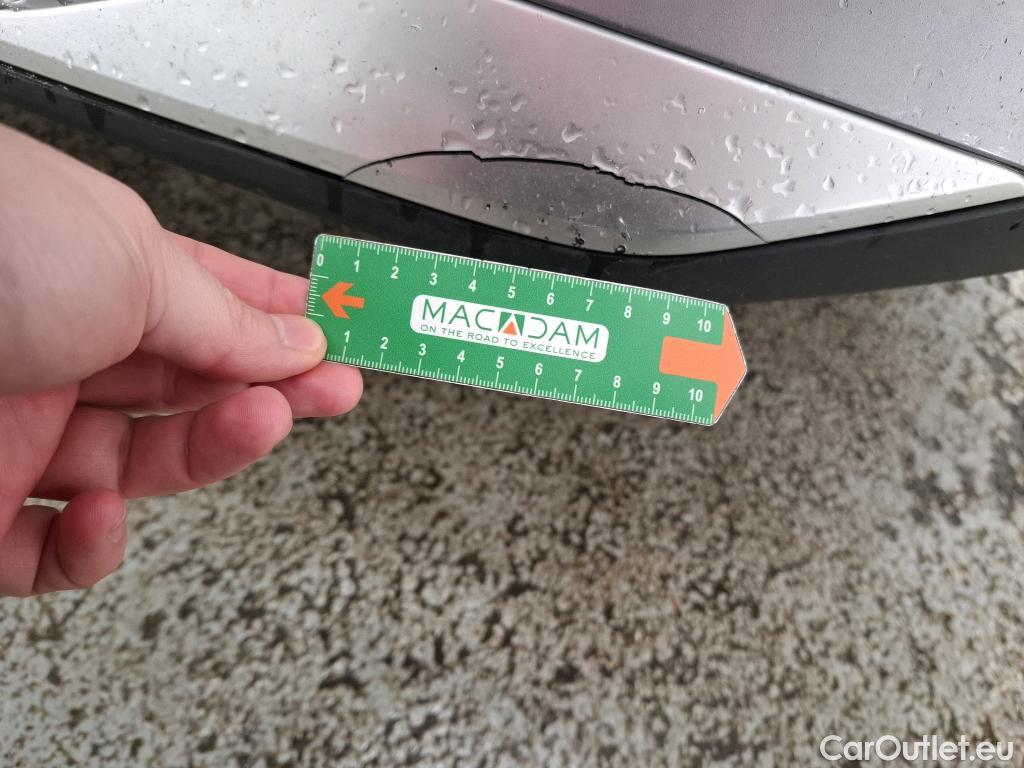 0 1 2 3 4 5 6 7 8 9 10
MACADAM
ON THE ROAD TO EXCELLENCE
1 2 3 4 5 6 7 8 9 10
CarOutlet.eu